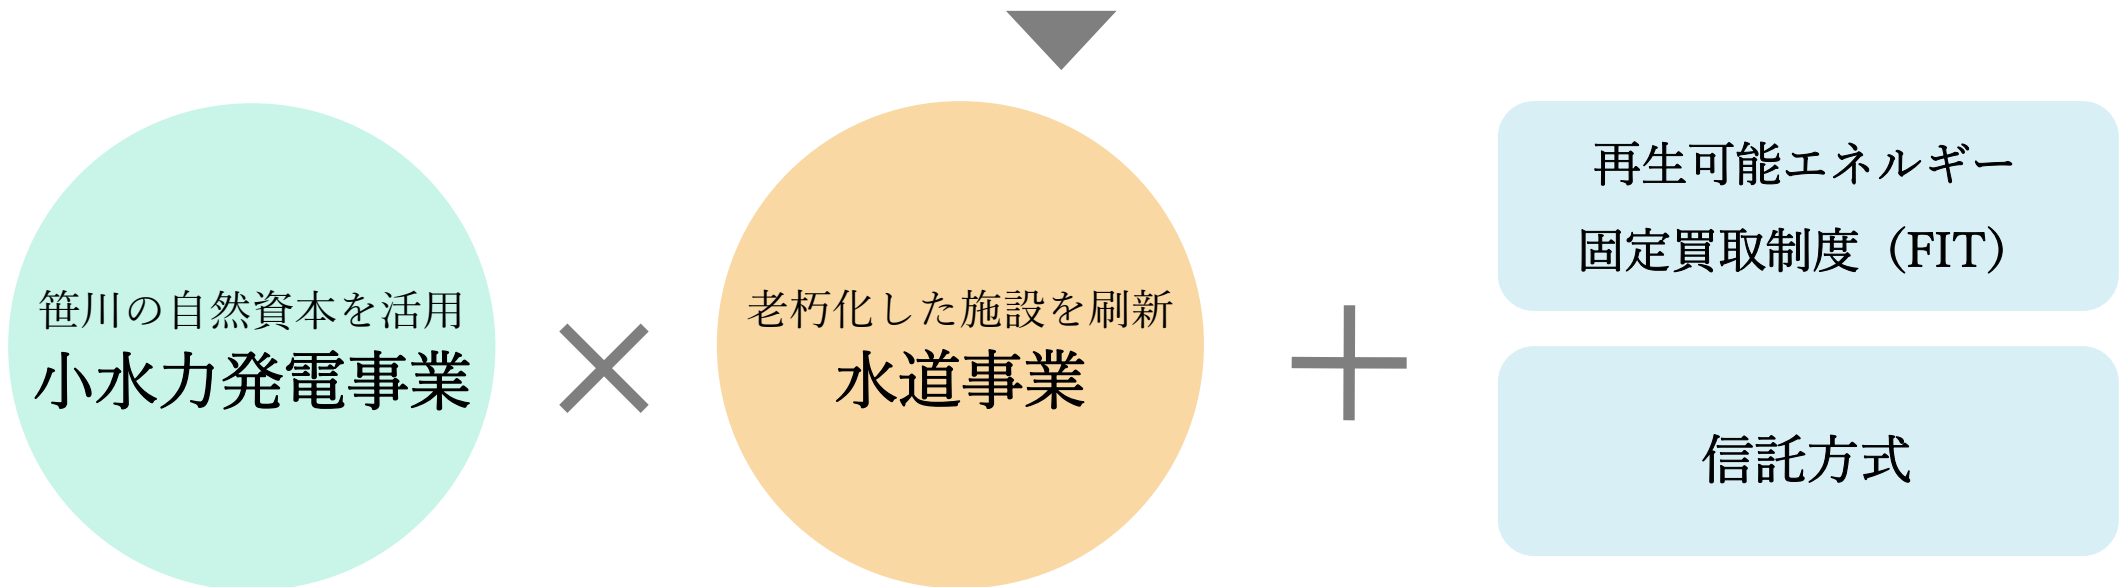 笹川の自然資本を活用
小水力発電事業
老朽化した施設を刷新
水道事業
再生可能エネルギー
固定買取制度（FIT）
信託方式